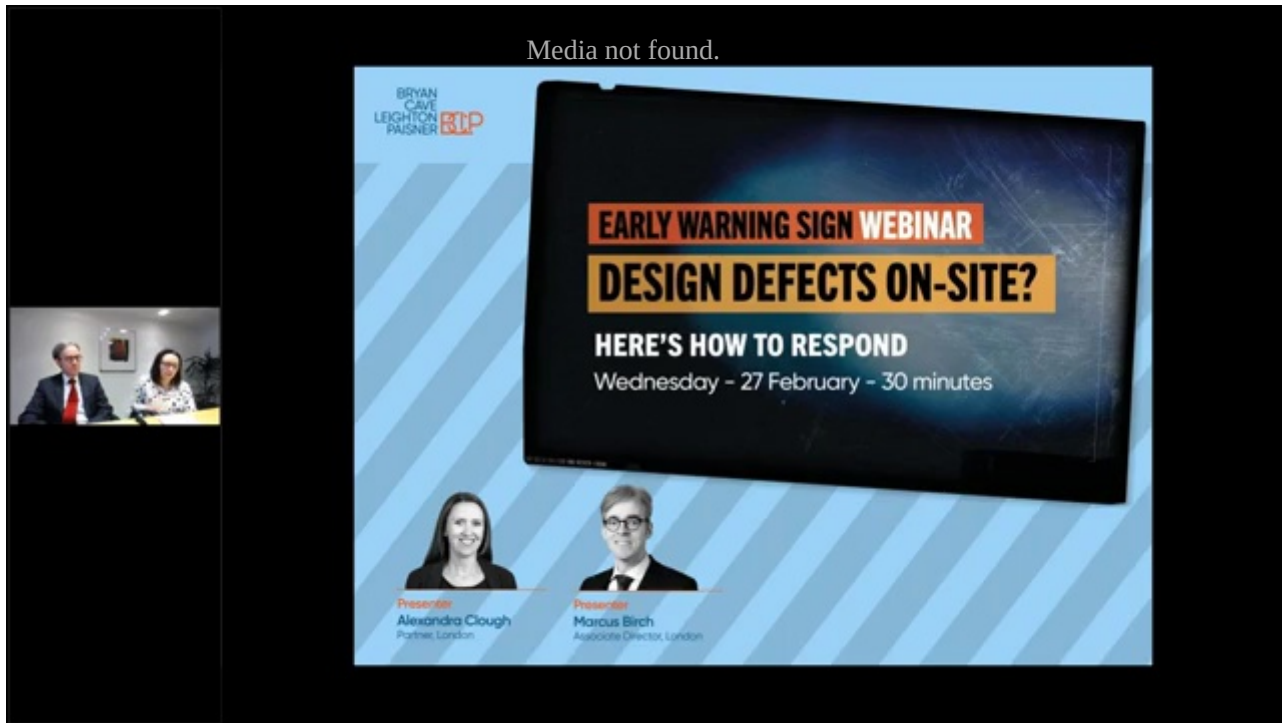 Media not found.
BRYAN
CAVE
LEIGHTON
PAISNER BCLP
EARLY WARNING SIGN WEBINAR
DESIGN DEFECTS ON-SITE?
HERE'S HOW TO RESPOND
Wednesday - 27 February - 30 minutes
Presenter
Alexandra Clough
Partner, London
Presenter
Marcus Birch
Associate Director, London